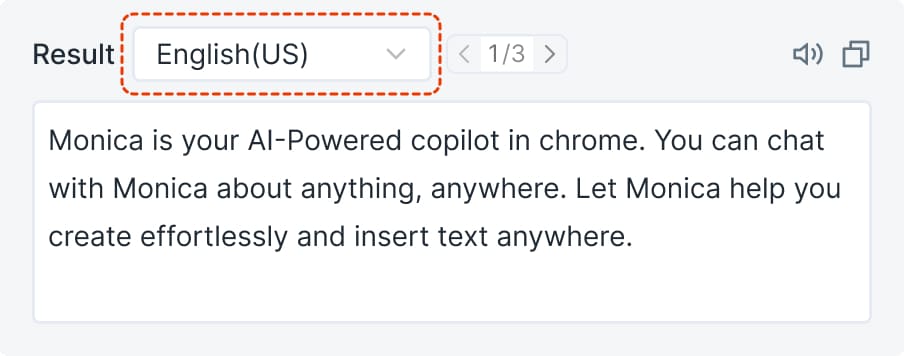 Result English(US) 1/3
Monica is your AI-Powered copilot in chrome. You can chat
with Monica about anything, anywhere. Let Monica help you
create effortlessly and insert text anywhere.